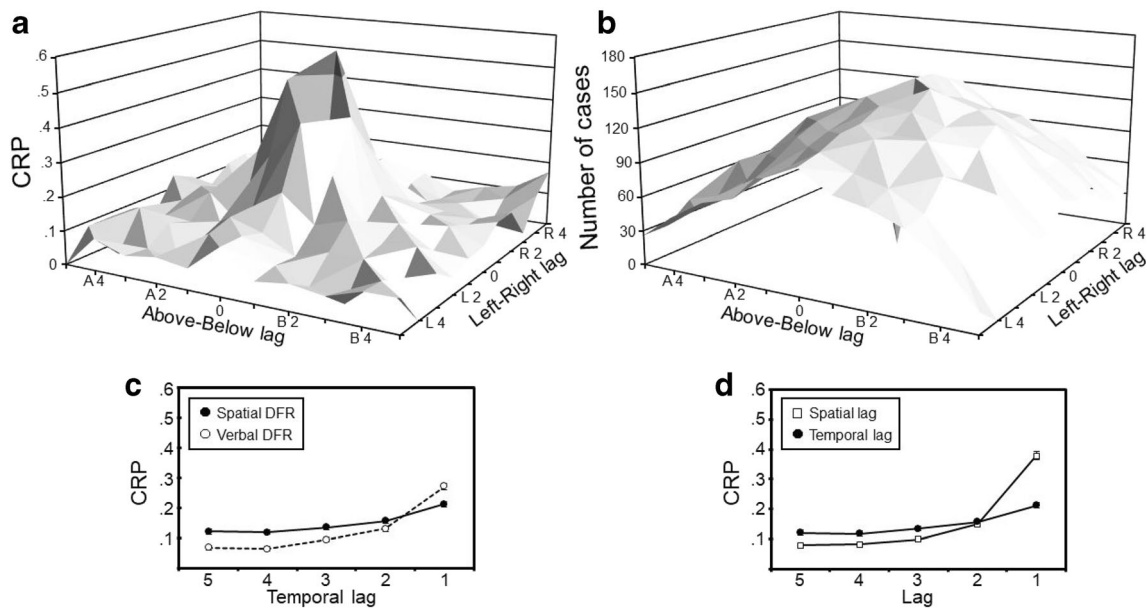 a
CRP
.6
.5
.4
.3
.2
.1
0
A 4
A 2
0
B 2
B 4
Above-Below lag
L 4
L 2
0
R 2
R 4
Left-Right lag
b
Number of cases
180
150
120
90
60
30
0
A 4
A 2
0
B 2
B 4
Above-Below lag
L 4
L 2
0
R 2
R 4
Left-Right lag
c
CRP
.6
.5
.4
.3
.2
.1
Spatial DFR
Verbal DFR
5 4 3 2 1
Temporal lag
d
CRP
.6
.5
.4
.3
.2
.1
Spatial lag
Temporal lag
5 4 3 2 1
Lag